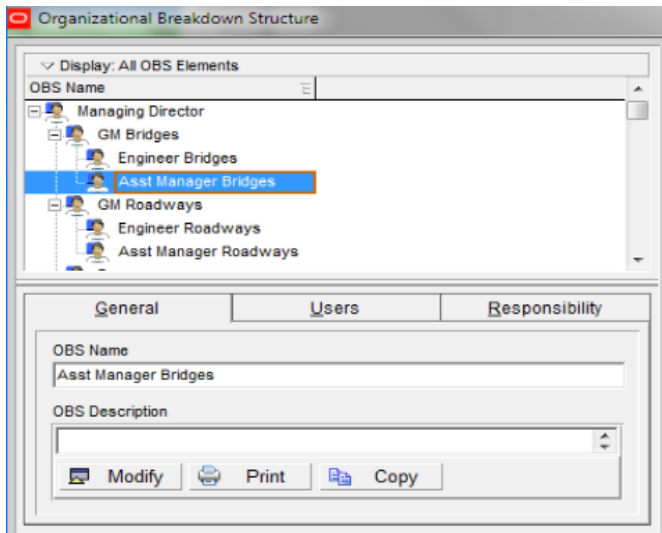 Organizational Breakdown Structure
Display: All OBS Elements
OBS Name
Managing Director
GM Bridges
Engineer Bridges
Asst Manager Bridges
GM Roadways
Engineer Roadways
Asst Manager Roadways
General Users Responsibility
OBS Name
Asst Manager Bridges
OBS Description
Modify Print Copy